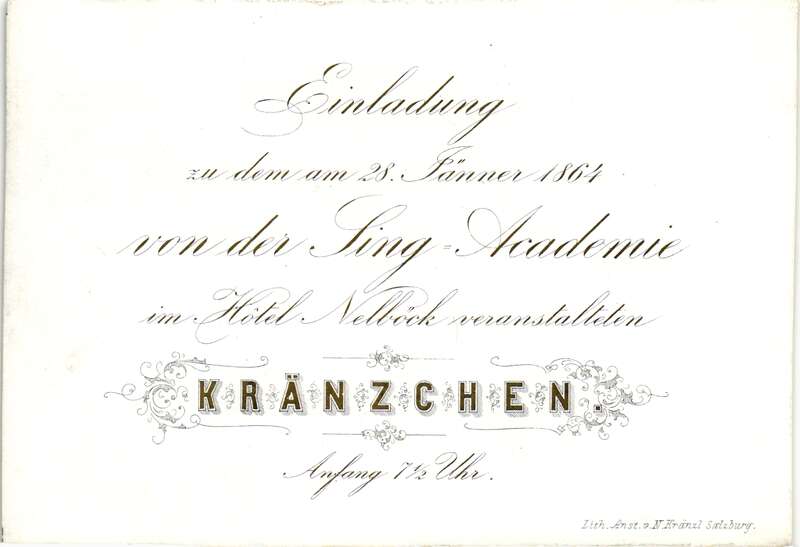 Einladung
zu dem am 28. Jänner 1864
von der Sing-Academie
im Hôtel Nelböck veranstalteten
KRÄNZCHEN.
Anfang 7½ Uhr.
Lith. Anst. v. N. Kränzl Salzburg.